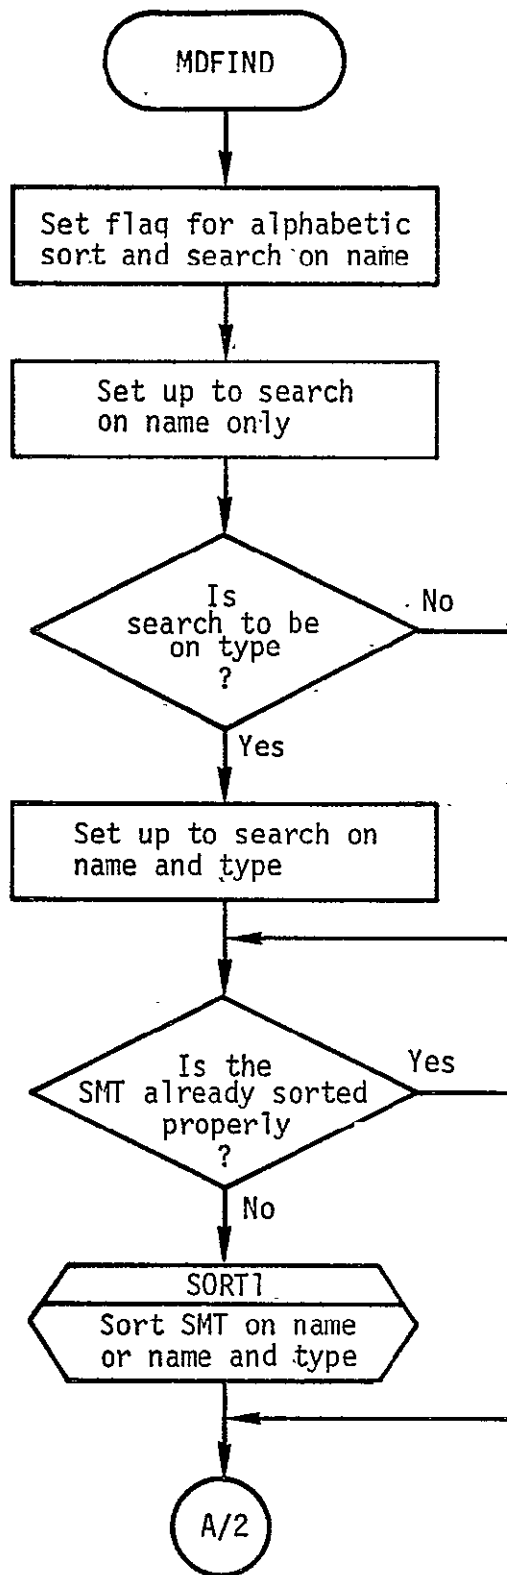 MDFIND
Set flag for alphabetic
sort and search on name
Set up to search
on name only
Is
search to be
on type
?
No
Yes
Set up to search on
name and type
Is the
SMT already sorted
properly
?
Yes
No
SORT1
Sort SMT on name
or name and type
A/2